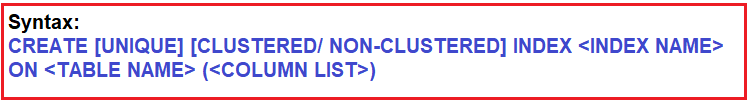 Syntax:
CREATE [UNIQUE] [CLUSTERED/ NON-CLUSTERED] INDEX <INDEX NAME>
ON <TABLE NAME> (<COLUMN LIST>)